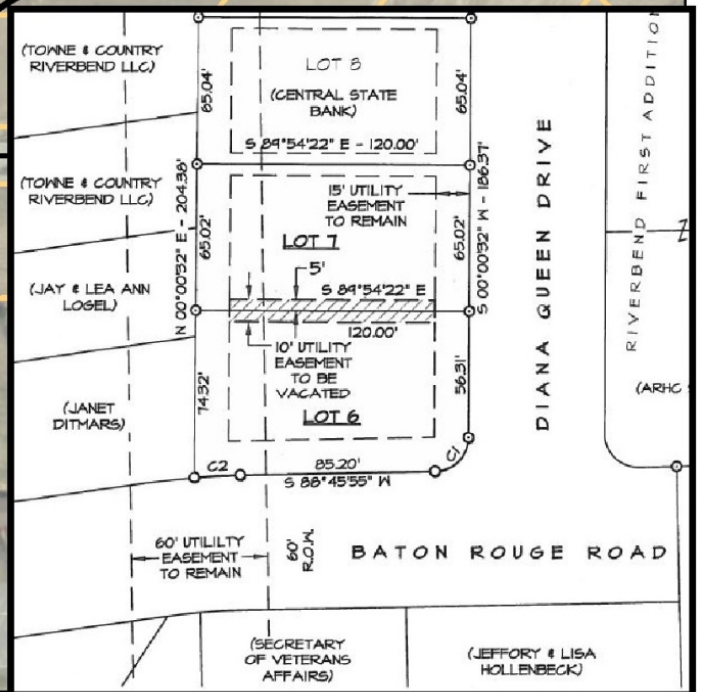 (TOWNE & COUNTRY
RIVERBEND LLC)
LOT 8
(CENTRAL STATE
BANK)
65.04'
65.04'
S 89°54'22" E - 120.00'
(TOWNE & COUNTRY
RIVERBEND LLC)
N 00°00'32" E - 204.38'
65.02'
15' UTILITY
EASEMENT
TO REMAIN
65.02'
S 00°00'32" W - 186.37'
LOT 7
5'
S 89°54'22" E
120.00'
(JAY & LEA ANN
LOGEL)
10' UTILITY
EASEMENT
TO BE
VACATED
LOT 6
74.32'
56.31'
(JANET
DITMARS)
C2
85.20'
S 88°45'55" W
C1
DIANA QUEEN DRIVE
RIVERBEND FIRST ADDITION
(ARHC
60' UTILILTY
EASEMENT
TO REMAIN
60'
R.O.W.
BATON ROUGE ROAD
(SECRETARY
OF VETERANS
AFFAIRS)
(JEFFORY & LISA
HOLLENBECK)